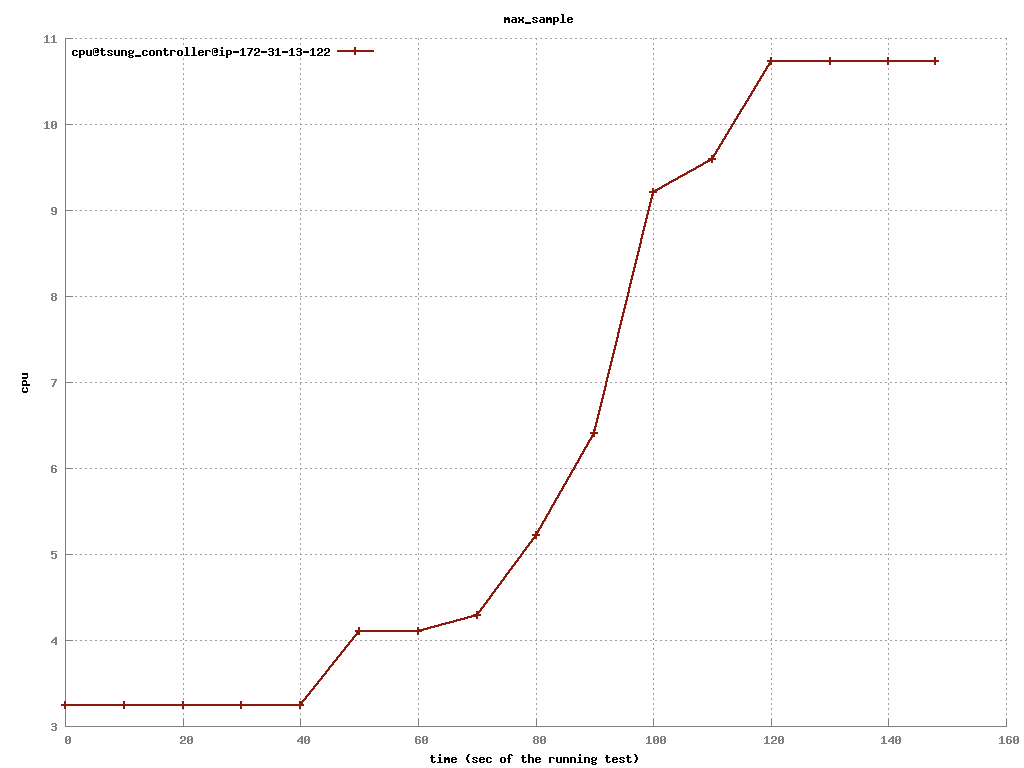 max_sample
cpu@tsung_controller@ip-172-31-13-122
11
10
9
8
7
6
5
4
3
cpu
0 20 40 60 80 100 120 140 160
time (sec of the running test)